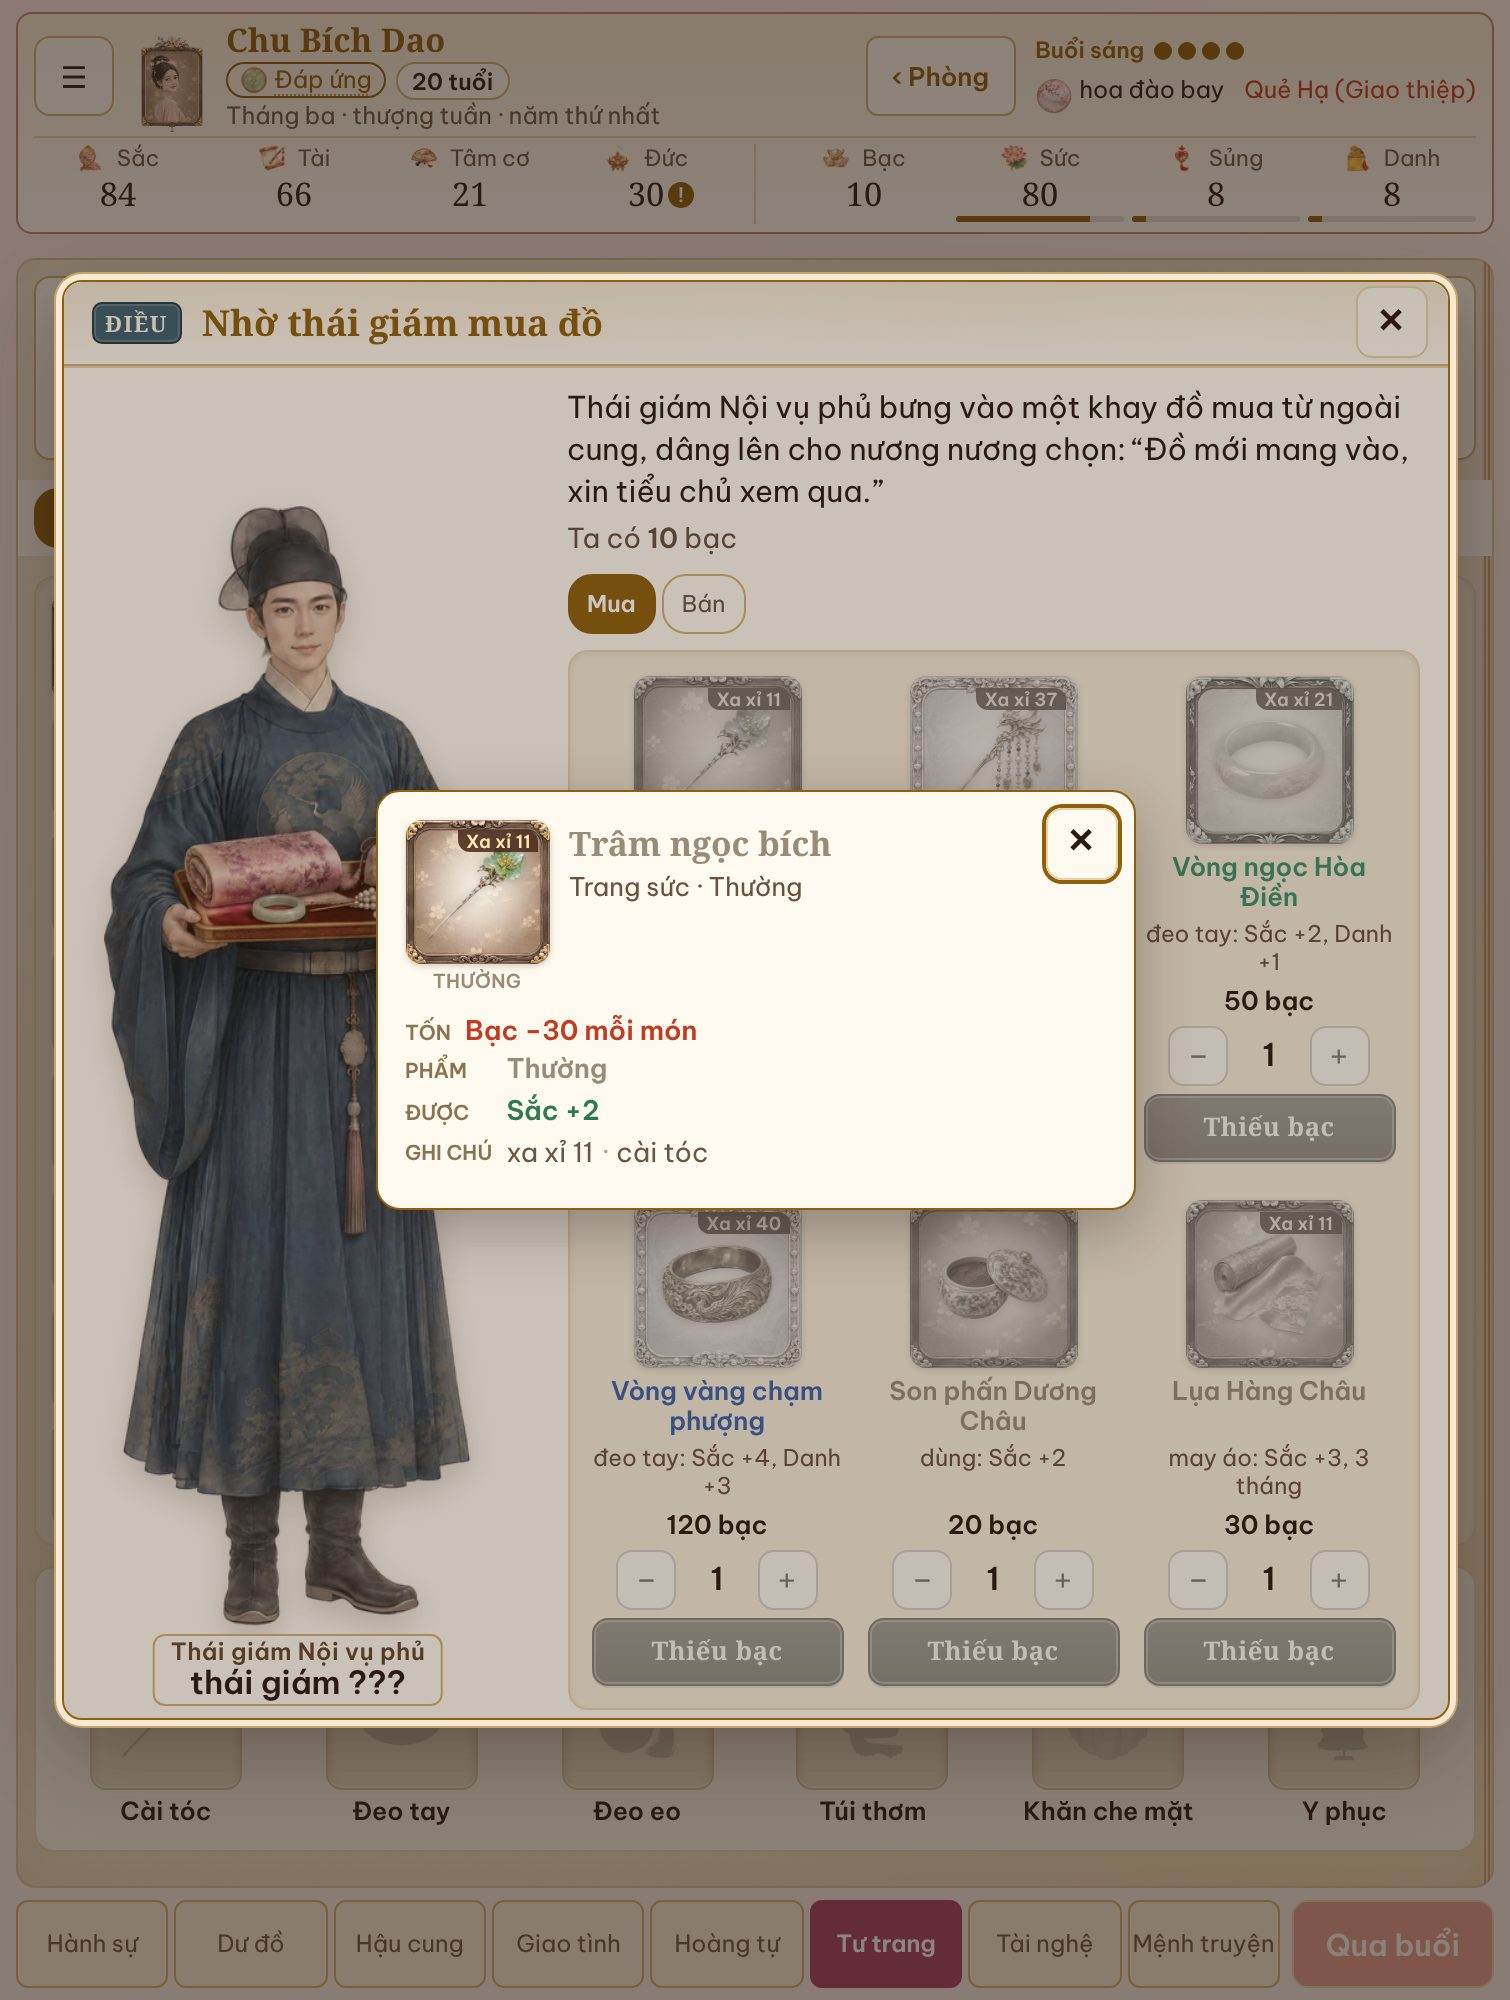 ☰
Chu Bích Dao
Đáp ứng
20 tuổi
Tháng ba · thượng tuần · năm thứ nhất
‹ Phòng
Buổi sáng
hoa đào bay
Quẻ Hạ (Giao thiệp)
Sắc
Tài
Tâm cơ
Đức
Bạc
Sức
Sủng
Danh
84
66
21
30 !
10
80
8
8
ĐIỀU
Nhờ thái giám mua đồ
×
Thái giám Nội vụ phủ bưng vào một khay đồ mua từ ngoài
cung, dâng lên cho nương nương chọn: “Đồ mới mang vào,
xin tiểu chủ xem qua.”
Ta có 10 bạc
Mua
Bán
Xa xỉ 11
Xa xỉ 37
Xa xỉ 21
Vòng ngọc Hòa
Điền
đeo tay: Sắc +2, Danh
+1
50 bạc
− 1 +
Thiếu bạc
Xa xỉ 11
THƯỜNG
Trâm ngọc bích
Trang sức · Thường
×
TỐN Bạc −30 mỗi món
PHẨM Thường
ĐƯỢC Sắc +2
GHI CHÚ xa xỉ 11 · cài tóc
Xa xỉ 40
Vòng vàng chạm
phượng
đeo tay: Sắc +4, Danh
+3
120 bạc
− 1 +
Thiếu bạc
Son phấn Dương
Châu
dùng: Sắc +2
20 bạc
− 1 +
Thiếu bạc
Xa xỉ 11
Lụa Hàng Châu
may áo: Sắc +3, 3
tháng
30 bạc
− 1 +
Thiếu bạc
Thái giám Nội vụ phủ
thái giám ???
Cài tóc
Đeo tay
Đeo eo
Túi thơm
Khăn che mặt
Y phục
Hành sự
Dư đồ
Hậu cung
Giao tình
Hoàng tự
Tư trang
Tài nghệ
Mệnh truyện
Qua buổi